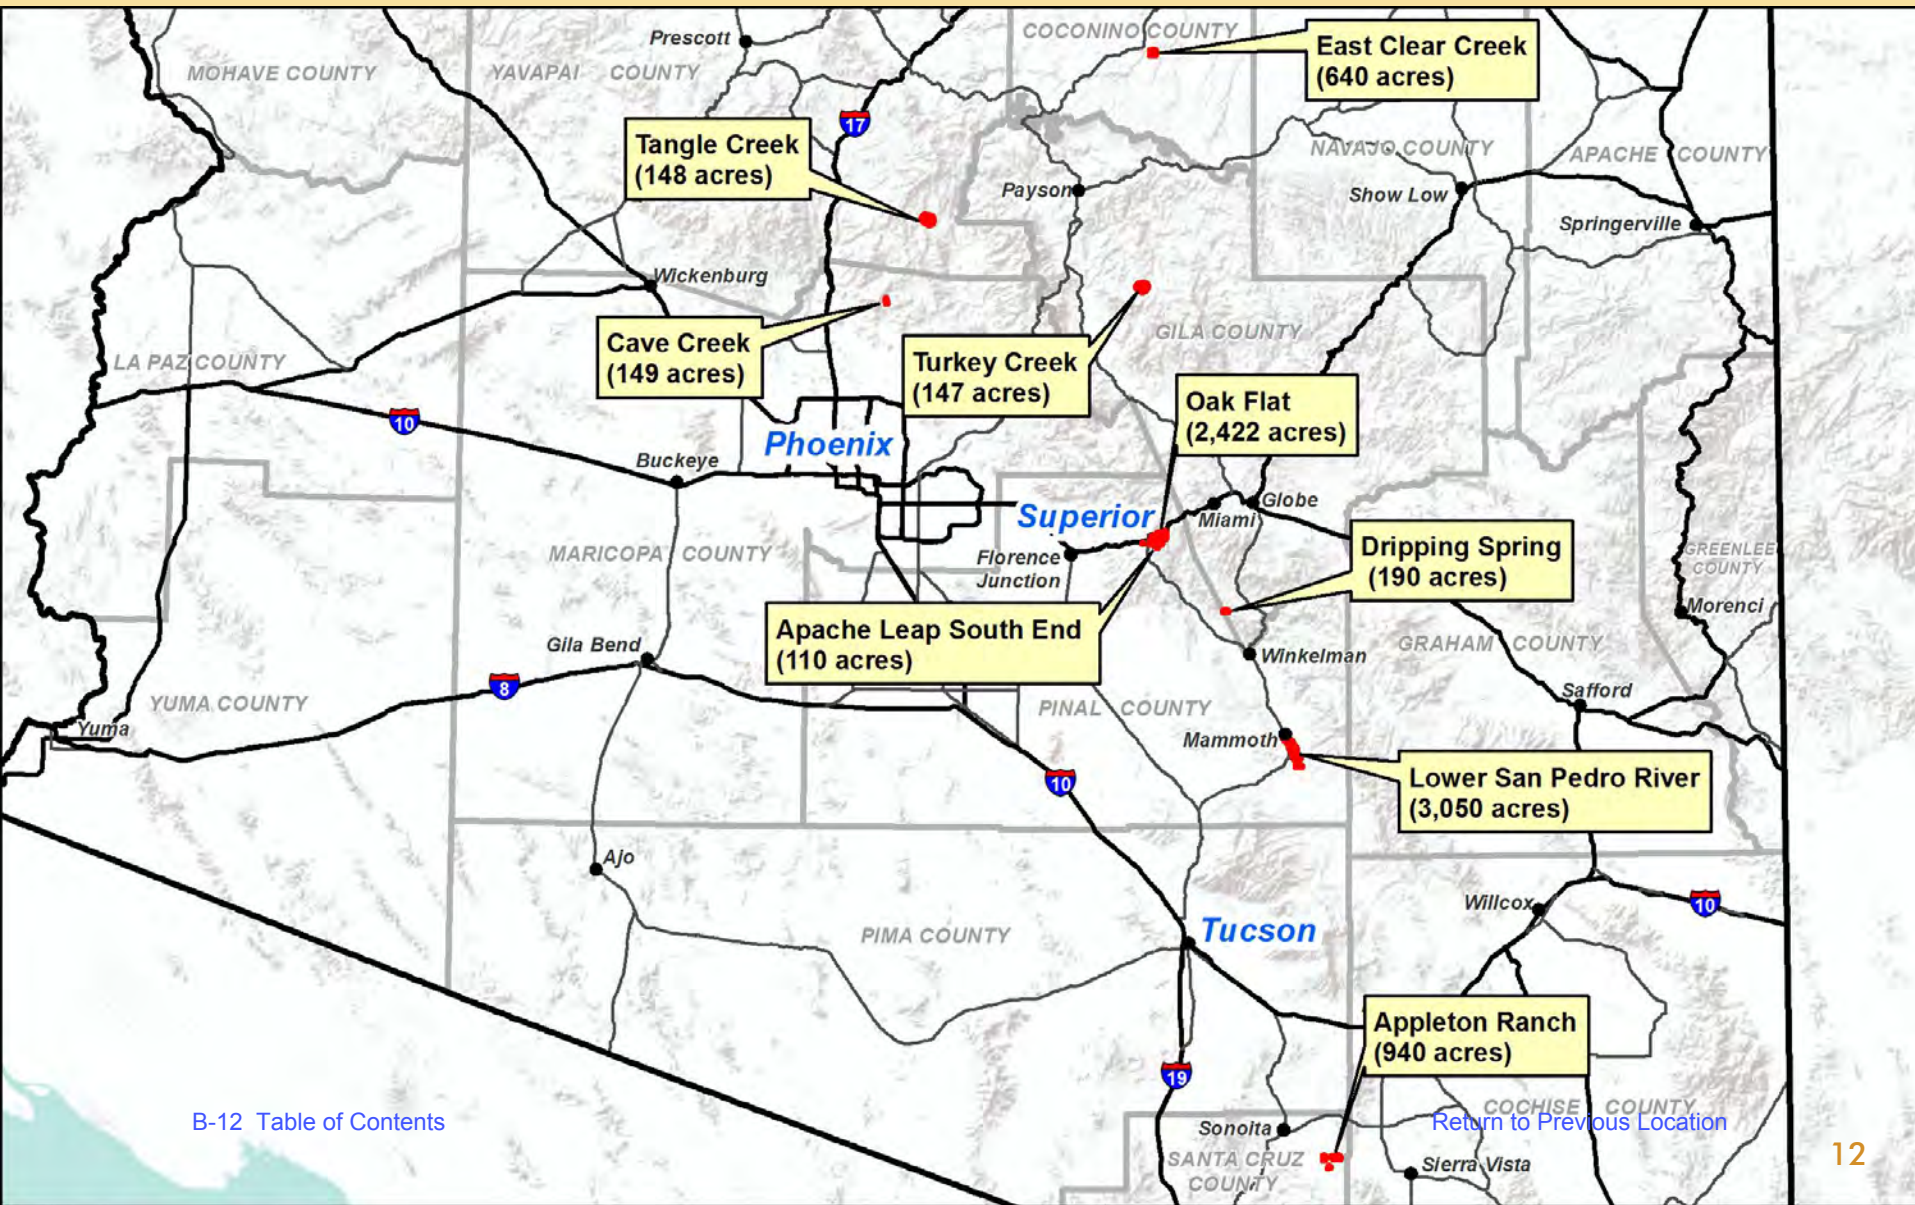 COCONINO COUNTY
East Clear Creek
(640 acres)
Prescott
MOHAVE COUNTY
YAVAPAI COUNTY
17
Tangle Creek
(148 acres)
NAVAJO COUNTY
APACHE COUNTY
Payson
Show Low
Springerville
Wickenburg
Cave Creek
(149 acres)
Turkey Creek
(147 acres)
GILA COUNTY
LA PAZ COUNTY
Oak Flat
(2,422 acres)
10
Phoenix
Buckeye
Superior
Globe
Miami
MARICOPA COUNTY
Florence
Junction
Dripping Spring
(190 acres)
GREENLEE
COUNTY
Morenci
Apache Leap South End
(110 acres)
Gila Bend
Winkelman
GRAHAM COUNTY
8
YUMA COUNTY
Yuma
PINAL COUNTY
Safford
Mammoth
10
Lower San Pedro River
(3,050 acres)
Ajo
Willcox
10
PIMA COUNTY
Tucson
Appleton Ranch
(940 acres)
19
COCHISE COUNTY
B-12 Table of Contents
Return to Previous Location
Sonoita
SANTA CRUZ
COUNTY
Sierra Vista
12